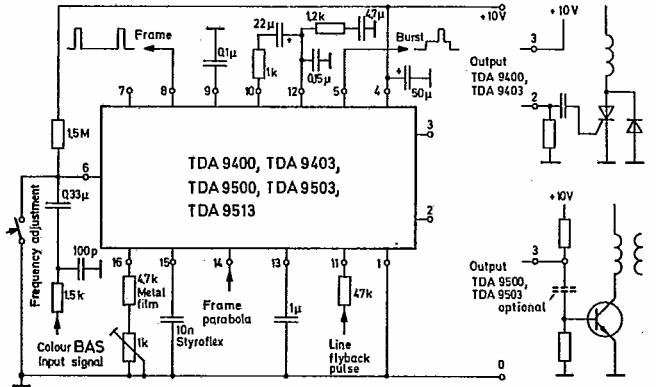 +10V
Frame
0,1µ
22µ
+
1k
1,2k
4,7µ
0,15µ
Burst
+
50µ
7
8
9
10
12
5
4
1,5M
6
3
2
TDA 9400, TDA 9403,
TDA 9500, TDA 9503,
TDA 9513
0,33µ
Frequency adjustment
100p
1.5k
Colour BAS
input signal
16
15
14
13
11
1
4,7k
Metal
film
1k
10n
Styroflex
Frame
parabola
1µ
47k
Line
flyback
pulse
0
+10V
3
Output
TDA 9400,
TDA 9403
2
+10V
3
Output
TDA 9500,
TDA 9503
optional